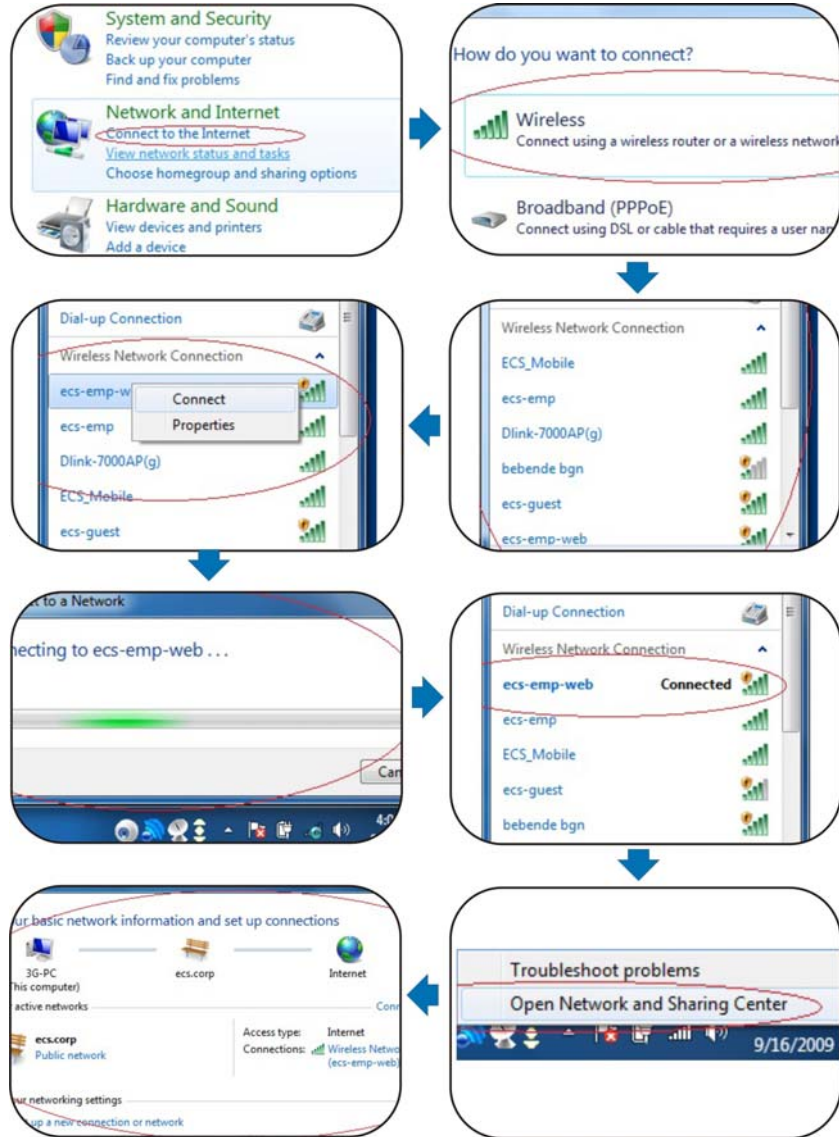 System and Security
Review your computer's status
Back up your computer
Find and fix problems
Network and Internet
Connect to the Internet
View network status and tasks
Choose homegroup and sharing options
Hardware and Sound
View devices and printers
Add a device
How do you want to connect?
Wireless
Connect using a wireless router or a wireless network
Broadband (PPPoE)
Connect using DSL or cable that requires a user nam
Wireless Network Connection
ECS_Mobile
ecs-emp
Dlink-7000AP(g)
bebende bgn
ecs-guest
ecs-emp-web
Dial-up Connection
Wireless Network Connection
ecs-emp-w
Connect
ecs-emp
Properties
Dlink-7000AP(g)
ECS_Mobile
ecs-guest
ct to a Network
necting to ecs-emp-web ...
Can
4:0
Dial-up Connection
Wireless Network Connection
ecs-emp-web Connected
ecs-emp
ECS_Mobile
ecs-guest
bebende bgn
Troubleshoot problems
Open Network and Sharing Center
9/16/2009
ur basic network information and set up connections
3G-PC
his computer)
ecs.corp
Internet
active networks
Conn
ecs.corp
Public network
Access type: Internet
Connections: Wireless Netwo
(ecs-emp-web)
ur networking settings
up a new connection or network